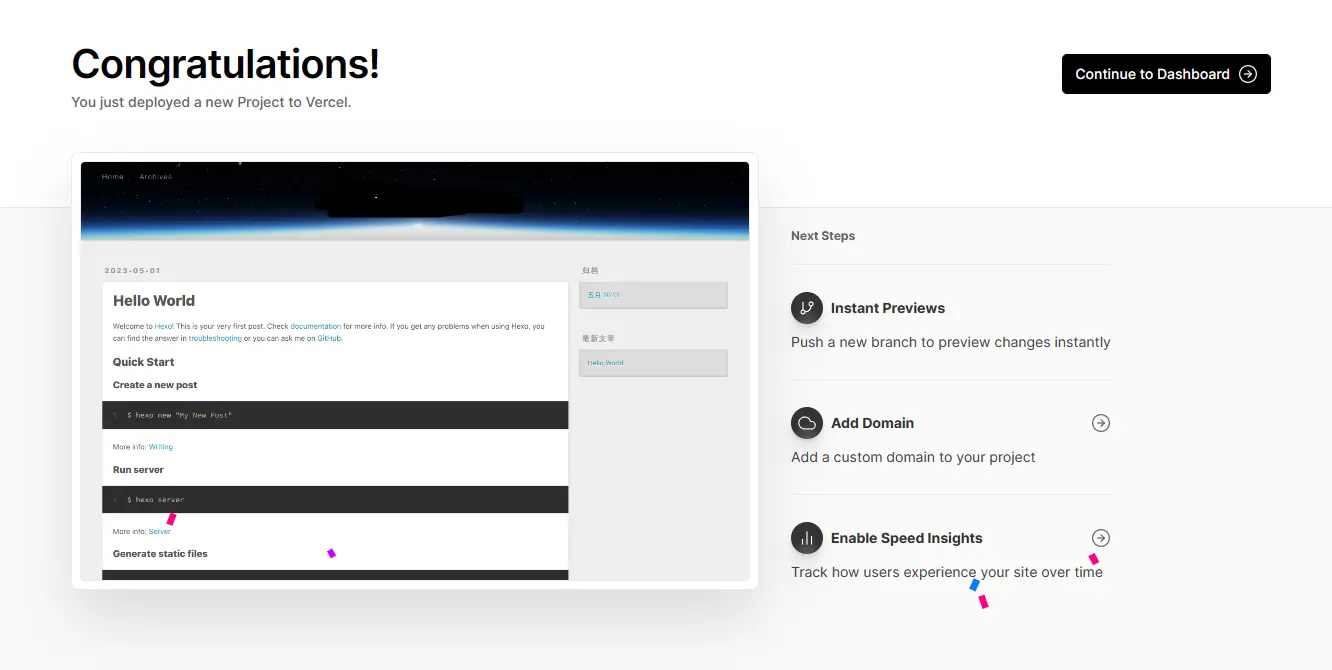 Congratulations!
You just deployed a new Project to Vercel.
Continue to Dashboard
Home Archives
2023-05-01
Hello World
Welcome to Hexo! This is your very first post. Check documentation for more info. If you get any problems when using Hexo, you
can find the answer in troubleshooting or you can ask me on GitHub.
Quick Start
Create a new post
1 $ hexo new "My New Post"
More info: Writing
Run server
1 $ hexo server
More info: Server
Generate static files
归档
五月 2023
最新文章
Hello World
Next Steps
Instant Previews
Push a new branch to preview changes instantly
Add Domain
Add a custom domain to your project
Enable Speed Insights
Track how users experience your site over time